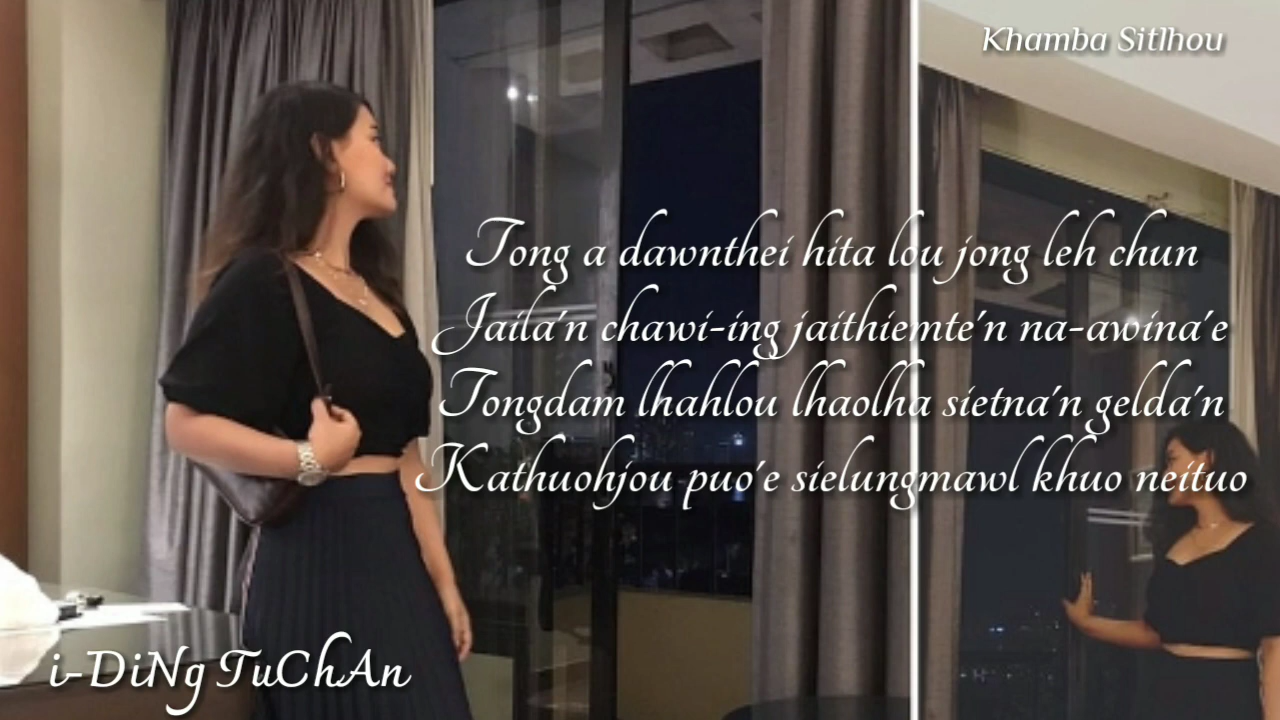 Khamba Sitlhou
Tong a dawnthei hita lou jong leh chun
Jaila'n chawi-ing jaithiemte'n na-awina'e
Tongdam lhahlou lhaolha sietna'n gelda'n
Kathuohjou puo'e sielungmawl khuo neituo
i-DiNg TuChAn